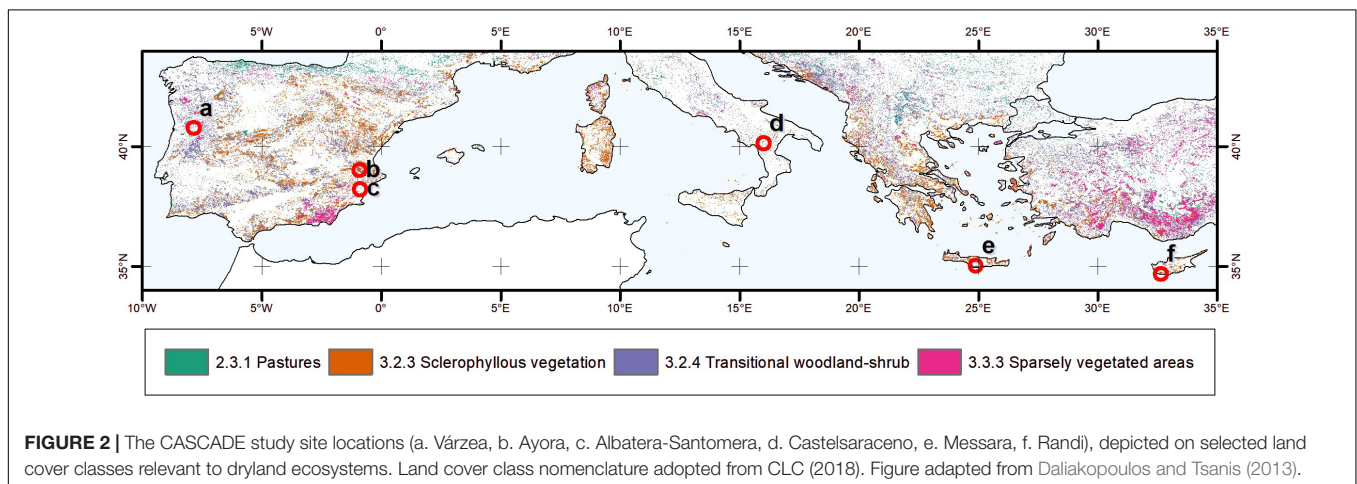 5°W 0° 5°E 10°E 15°E 20°E 25°E 30°E 35°E
a
d
40°N 40°N
b
c
e
f
35°N 35°N
10°W 5°W 0° 5°E 10°E 15°E 20°E 25°E 30°E 35°E
2.3.1 Pastures 3.2.3 Sclerophyllous vegetation 3.2.4 Transitional woodland-shrub 3.3.3 Sparsely vegetated areas
FIGURE 2 | The CASCADE study site locations (a. Várzea, b. Ayora, c. Albatera-Santomera, d. Castelsaraceno, e. Messara, f. Randi), depicted on selected land
cover classes relevant to dryland ecosystems. Land cover class nomenclature adopted from CLC (2018). Figure adapted from Daliakopoulos and Tsanis (2013).